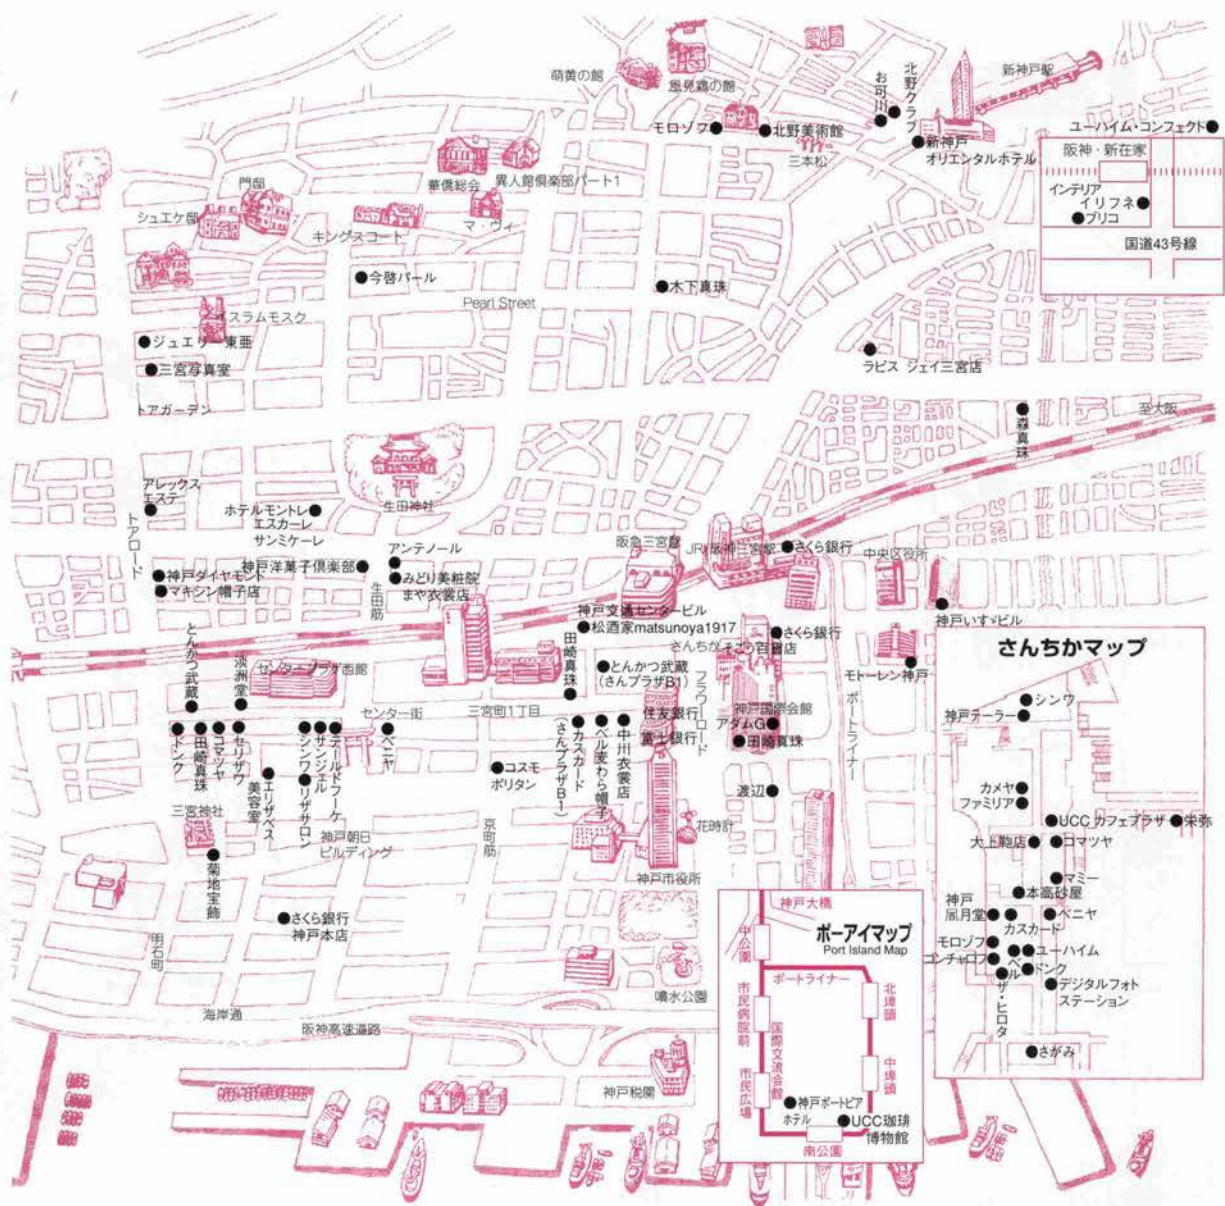 萌黄の館
風見鶏の館
お可川
北野クラブ
新神戸駅
モロゾフ
北野美術館
三本松
新神戸
オリエンタルホテル
ユーハイム・コンフェクト
阪神・新在家
インテリア
イリフネ
ブリコ
国道43号線
門邸
華僑総会
異人館倶楽部パート1
シュエケ邸
キングスコート
マ・ヴィ
今啓パール
木下真珠
Pearl Street
イスラムモスク
ジュエリー東亜
三宮写真室
トアガーデン
ラピス ジェイ三宮店
森真珠
至大阪
アレックス
エステ
ホテルモントレ
エスカーレ
サンミケーレ
生田神社
トアロード
神戸ダイヤモンド
マキシン帽子店
神戸洋菓子倶楽部
アンテノール
みどり美粧院
まや衣裳店
生田筋
阪急三宮駅
JR/阪神三宮駅
さくら銀行
中央区役所
神戸いすゞビル
神戸交通センタービル
松酒家matsunoya1917
さくら銀行
さんちか
そごう百貨店
とんかつ武蔵
(さんプラザB1)
田崎真珠
モトーレン神戸
とんかつ武蔵
淡洲堂
センタープラザ西館
センター街
三宮町1丁目
フラワーロード
ポートライナー
住友銀行
富士銀行
神戸国際会館
アダムG
田崎真珠
ドンク
田崎真珠
コマツヤ
セリザワ
エリザベス
美容室
シンワ
リザサロン
サンジェル
テールドフーケ
ベニヤ
コスモ
ポリタン
カスカード
(さんプラザB1)
ベル麦わら帽子
中川衣裳店
渡辺
三宮神社
神戸朝日
ビルディング
京町筋
花時計
神戸市役所
菊地宝飾
さくら銀行
神戸本店
明石町
海岸通
阪神高速道路
噴水公園
神戸税関
神戸大橋
ポーアイマップ
Port Island Map
中公園
ポートライナー
市民病院前
国際交流会館
北埠頭
市民広場
中埠頭
神戸ポートピア
ホテル
UCC珈琲
博物館
南公園
さんちかマップ
シンワ
神戸テーラー
カメヤ
ファミリア
UCC カフェプラザ
栄弥
大上鞄店
コマツヤ
マミー
本高砂屋
神戸
風月堂
カスカード
ベニヤ
モロゾフ
ゴンチャロフ
ベル
ユーハイム
ドンク
ザ・ヒロタ
デジタルフォト
ステーション
さがみ